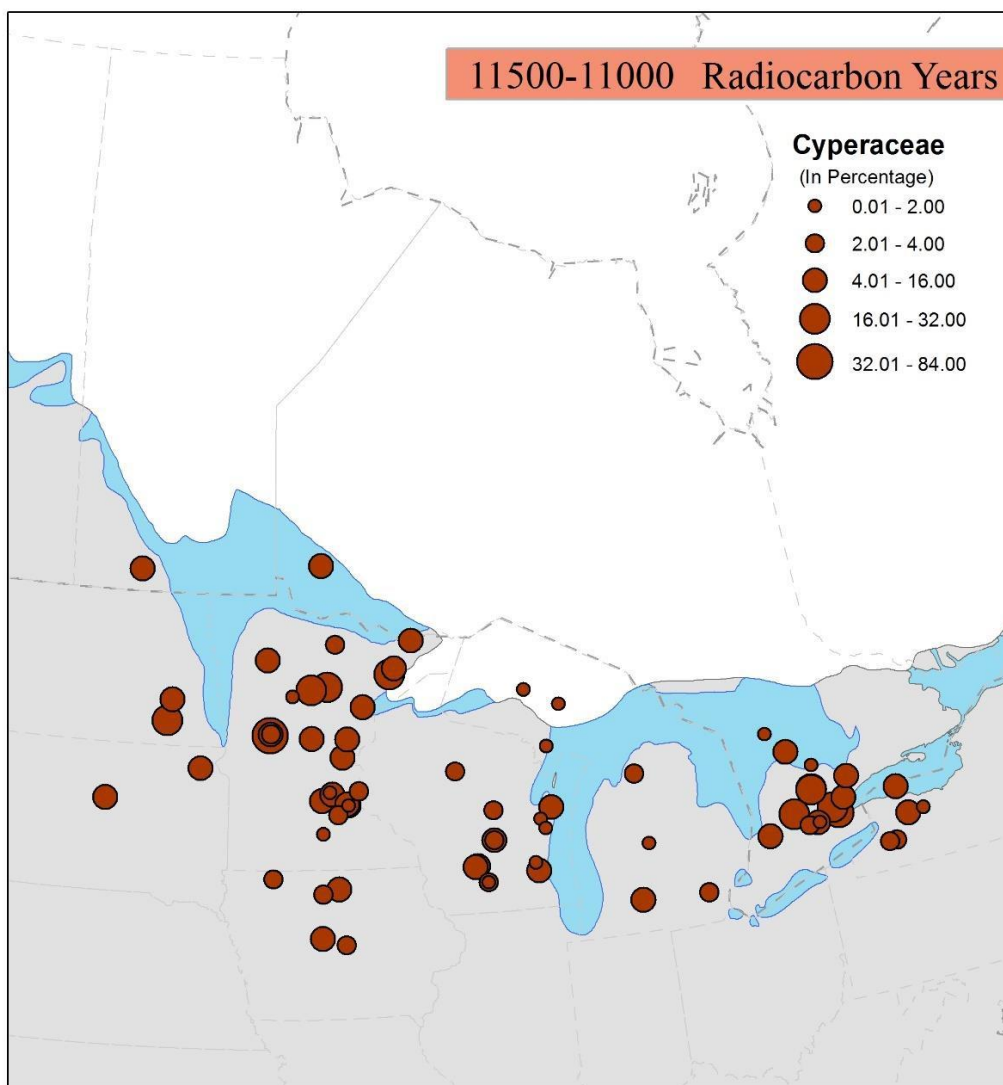 11500-11000 Radiocarbon Years
Cyperaceae
(In Percentage)
0.01 - 2.00
2.01 - 4.00
4.01 - 16.00
16.01 - 32.00
32.01 - 84.00